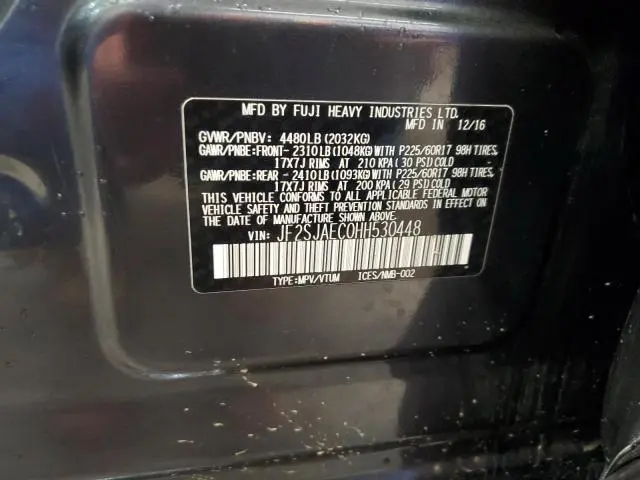 MFD BY FUJI HEAVY INDUSTRIES LTD.
MFD IN 12/16
GVWR/PNBV: 4480LB (2032KG)
GAWR/PNBE:FRONT-2310LB (1048KG) WITH P225/60R17 98H TIRES,
17X7J RIMS AT 210 KPA (30 PSI) COLD
GAWR/PNBE:REAR -2410LB (1093KG) WITH P225/60R17 98H TIRES,
17X7J RIMS AT 200 KPA (29 PSI) COLD
THIS VEHICLE CONFORMS TO ALL APPLICABLE FEDERAL MOTOR
VEHICLE SAFETY STANDARDS IN EFFECT ON
THE DATE OF MANUFACTURE SHOWN ABOVE.
VIN: JF2SJAEC0HH530448
TYPE:MPV/VTUM ICES/NMB-002